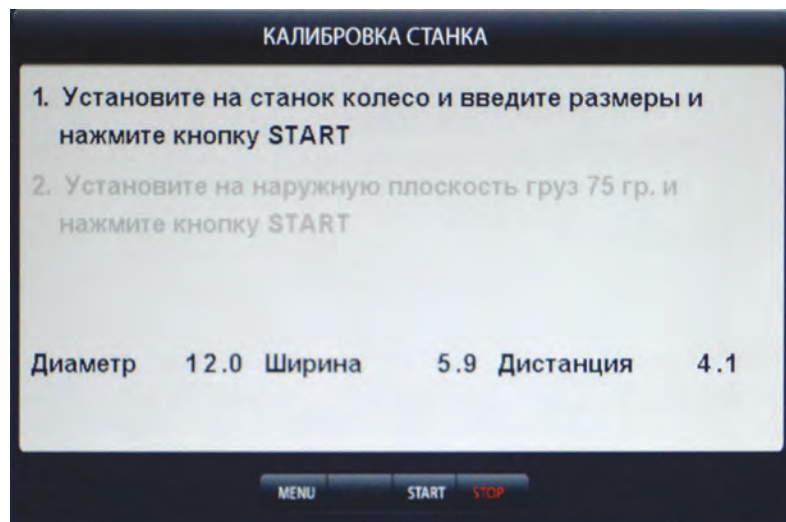 КАЛИБРОВКА СТАНКА
1. Установите на станок колесо и введите размеры и
нажмите кнопку START
2. Установите на наружную плоскость груз 75 гр. и
нажмите кнопку START
Диаметр 12.0 Ширина 5.9 Дистанция 4.1
MENU START STOP